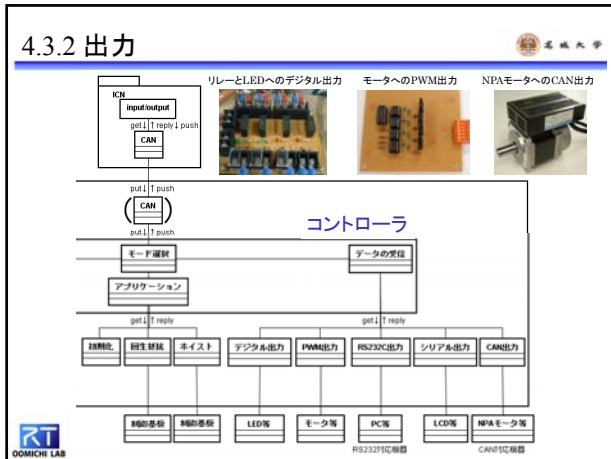 4.3.2 出力
名城大学
リレーとLEDへのデジタル出力
モータへのPWM出力
NPAモータへのCAN出力
ICN
input/output
get↓↑reply↓push
CAN
put↓↑push
CAN
put↓↑push
コントローラ
モード選択
データの受信
アプリケーション
get↓↑reply
get↓↑reply
初期化
回生抵抗
ホイスト
デジタル出力
PWM出力
RS232C出力
シリアル出力
CAN出力
制御基板
制御基板
LED等
モータ等
PC等
LCD等
NPAモータ等
RS232対応機器
CAN対応機器
RT
OOMICHI LAB